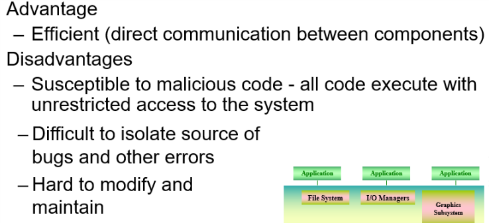 Advantage
– Efficient (direct communication between components)
Disadvantages
– Susceptible to malicious code - all code execute with
unrestricted access to the system
– Difficult to isolate source of
bugs and other errors
– Hard to modify and
maintain
Application Application Application
File System I/O Managers Graphics
Subsystem